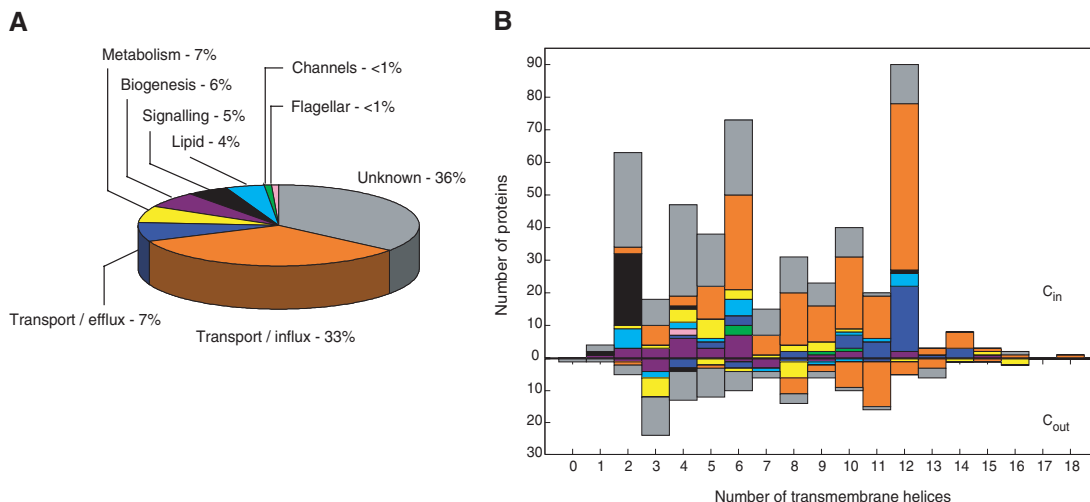 A
Metabolism - 7%
Biogenesis - 6%
Signalling - 5%
Lipid - 4%
Channels - <1%
Flagellar - <1%
Unknown - 36%
Transport / efflux - 7%
Transport / influx - 33%
B
Number of proteins
90
80
70
60
50
40
30
20
10
0
10
20
30
Cin
Cout
0 1 2 3 4 5 6 7 8 9 10 11 12 13 14 15 16 17 18
Number of transmembrane helices